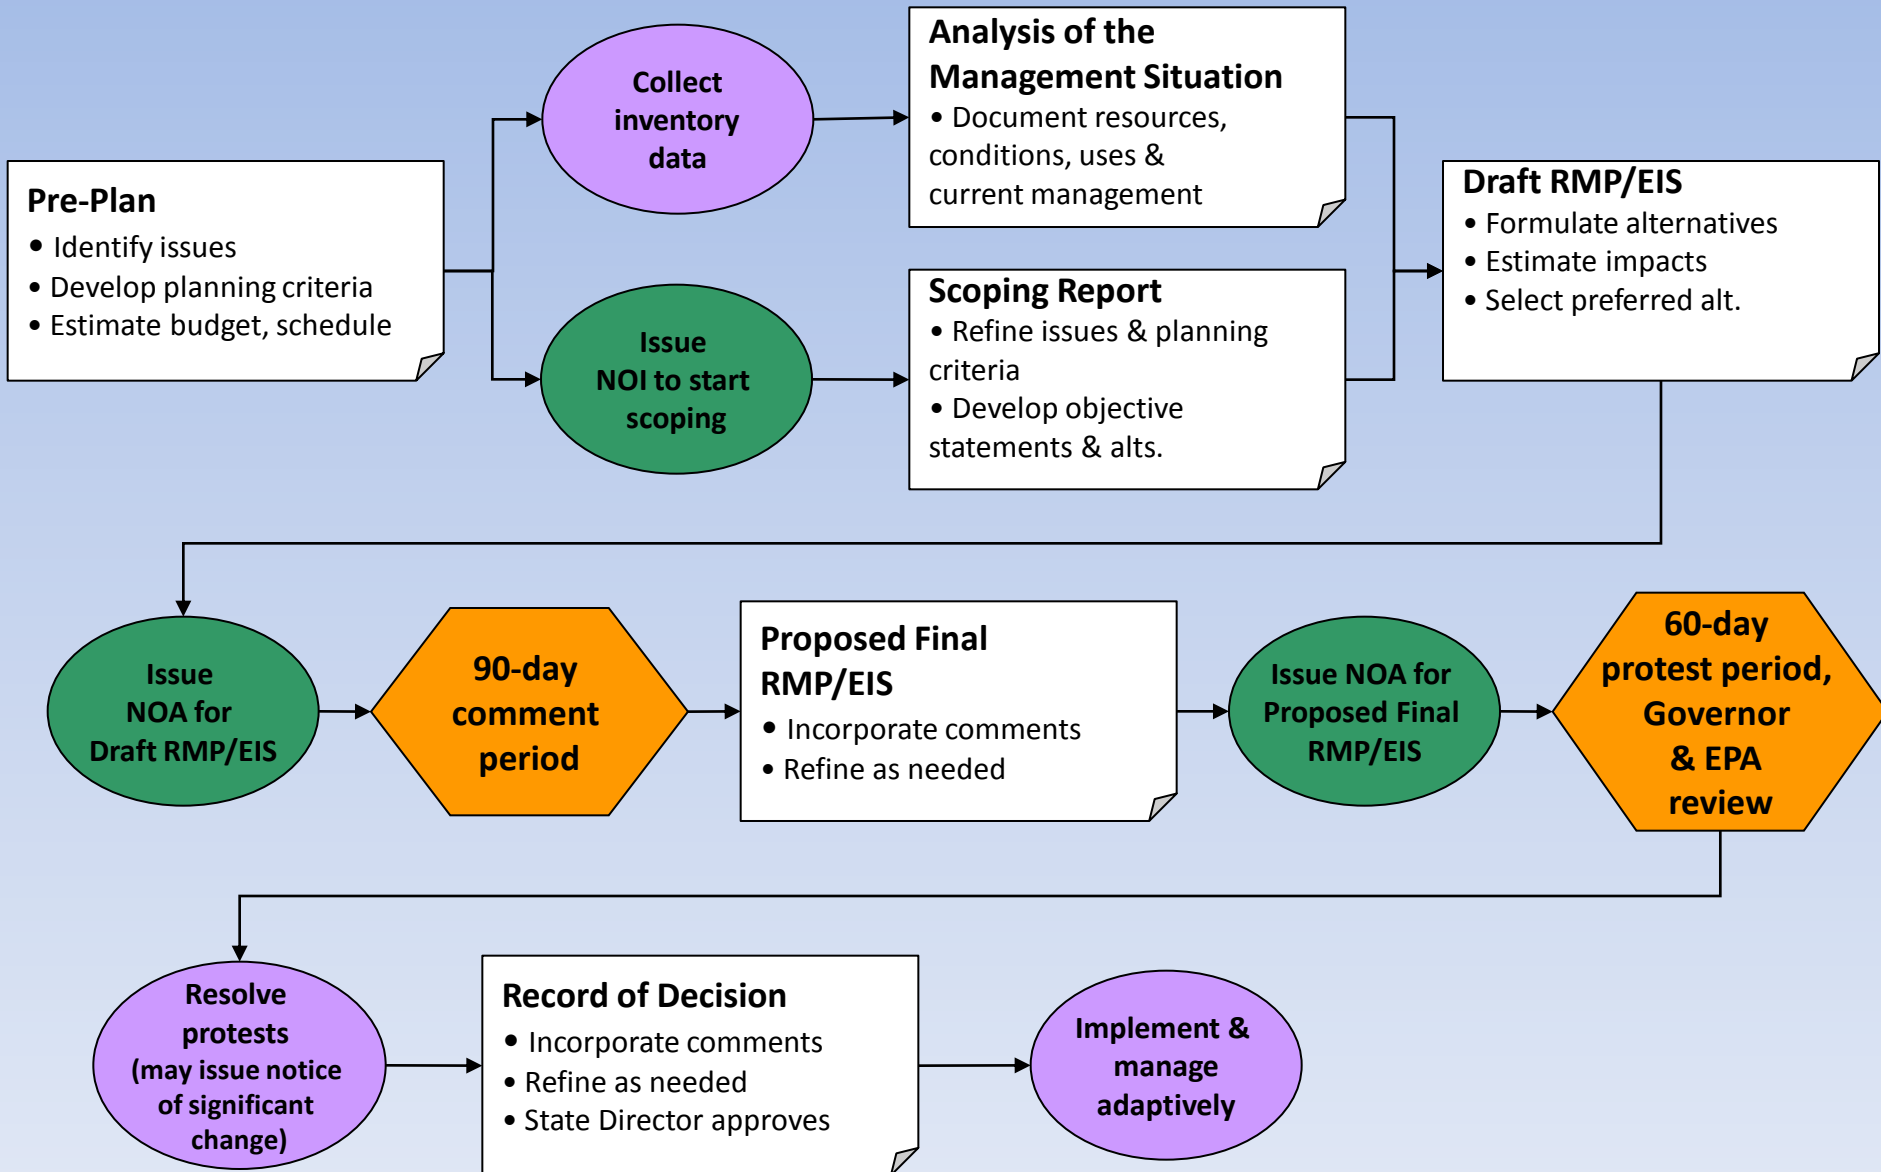 Pre-Plan
• Identify issues
• Develop planning criteria
• Estimate budget, schedule
Collect
inventory
data
Analysis of the
Management Situation
• Document resources,
conditions, uses &
current management
Issue
NOI to start
scoping
Scoping Report
• Refine issues & planning
criteria
• Develop objective
statements & alts.
Draft RMP/EIS
• Formulate alternatives
• Estimate impacts
• Select preferred alt.
Issue
NOA for
Draft RMP/EIS
90-day
comment
period
Proposed Final
RMP/EIS
• Incorporate comments
• Refine as needed
Issue NOA for
Proposed Final
RMP/EIS
60-day
protest period,
Governor
& EPA
review
Resolve
protests
(may issue notice
of significant
change)
Record of Decision
• Incorporate comments
• Refine as needed
• State Director approves
Implement &
manage
adaptively